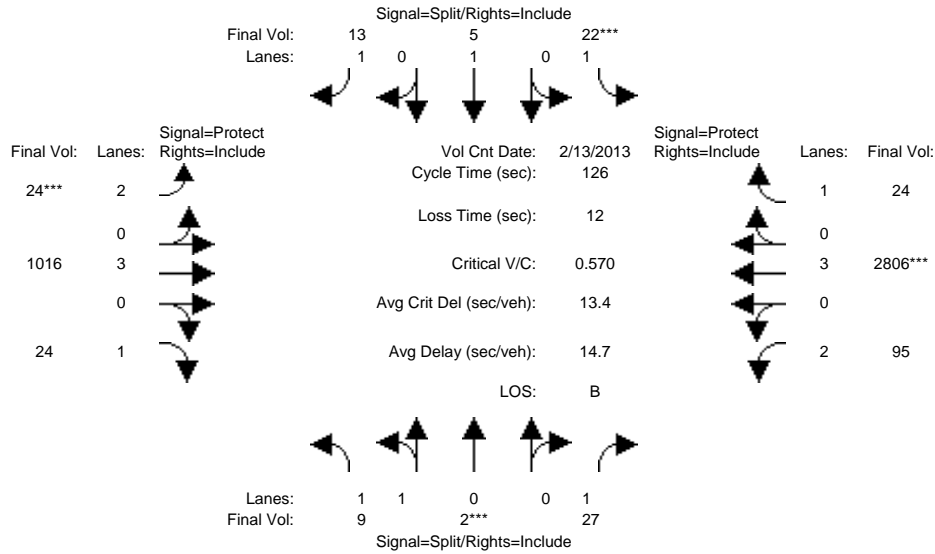 Signal=Split/Rights=Include
Final Vol: 13 5 22***
Lanes: 1 0 1 0 1
Signal=Protect Signal=Protect
Final Vol: Lanes: Rights=Include Vol Cnt Date: 2/13/2013 Rights=Include Lanes: Final Vol:
Cycle Time (sec): 126
24*** 2 1 24
Loss Time (sec): 12
0 0
1016 3 Critical V/C: 0.570 3 2806***
0 Avg Crit Del (sec/veh): 13.4 0
24 1 Avg Delay (sec/veh): 14.7 2 95
LOS: B
Lanes: 1 1 0 0 1
Final Vol: 9 2*** 27
Signal=Split/Rights=Include